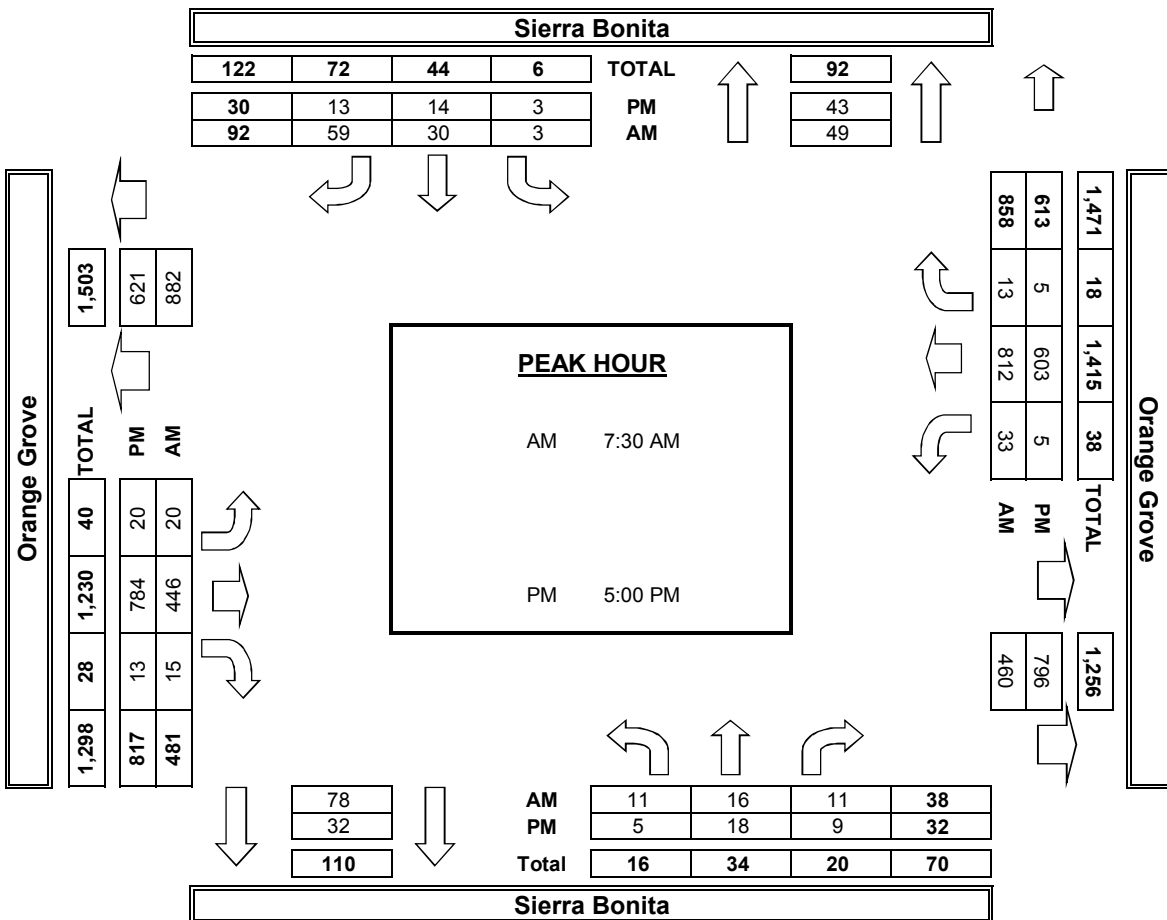 Sierra Bonita
122 72 44 6 TOTAL 92
30 13 14 3 PM 43
92 59 30 3 AM 49
Orange Grove
TOTAL PM AM
1,503 621 882
40 20 20
1,230 784 446
28 13 15
1,298 817 481
PEAK HOUR
AM 7:30 AM
PM 5:00 PM
858 613 1,471
13 5 18
812 603 1,415
33 5 38
AM PM TOTAL
460 796 1,256
Orange Grove
78 AM 11 16 11 38
32 PM 5 18 9 32
110 Total 16 34 20 70
Sierra Bonita